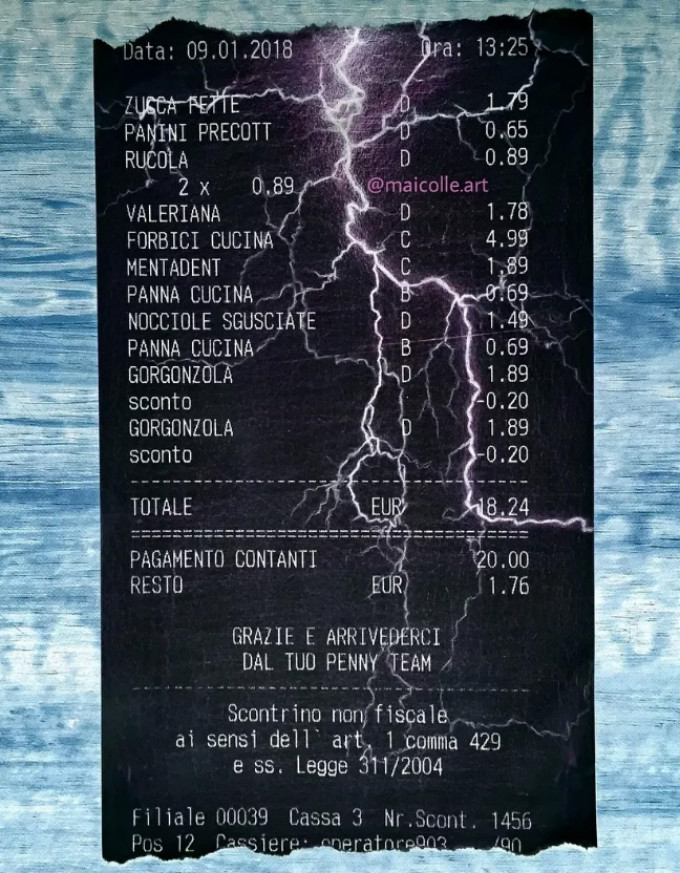 Data: 09.01.2018 Ora: 13:25
ZUCCA FETTE D 1.79
PANINI PRECOTT D 0.65
RUCOLA D 0.89
2 x 0.89 @maicolle.art
VALERIANA D 1.78
FORBICI CUCINA C 4.99
MENTADENT C 1.89
PANNA CUCINA B 0.69
NOCCIOLE SGUSCIATE D 1.49
PANNA CUCINA B 0.69
GORGONZOLA D 1.89
sconto -0.20
GORGONZOLA D 1.89
sconto -0.20
TOTALE EUR 18.24
PAGAMENTO CONTANTI 20.00
RESTO EUR 1.76
GRAZIE E ARRIVEDERCI
DAL TUO PENNY TEAM
Scontrino non fiscale
ai sensi dell` art. 1 comma 429
e ss. Legge 311/2004
Filiale 00039 Cassa 3 Nr.Scont. 1456
Pos 12 Cassiere: operatore903 /90